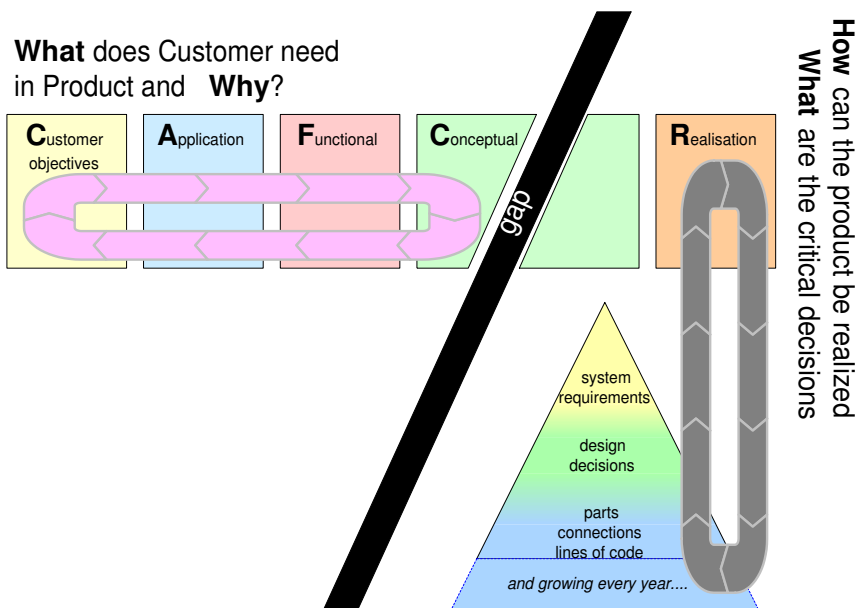 What does Customer need
in Product and Why?
Customer
objectives
Application
Functional
Conceptual
Realisation
gap
system
requirements
design
decisions
parts
connections
lines of code
and growing every year....
How can the product be realized
What are the critical decisions